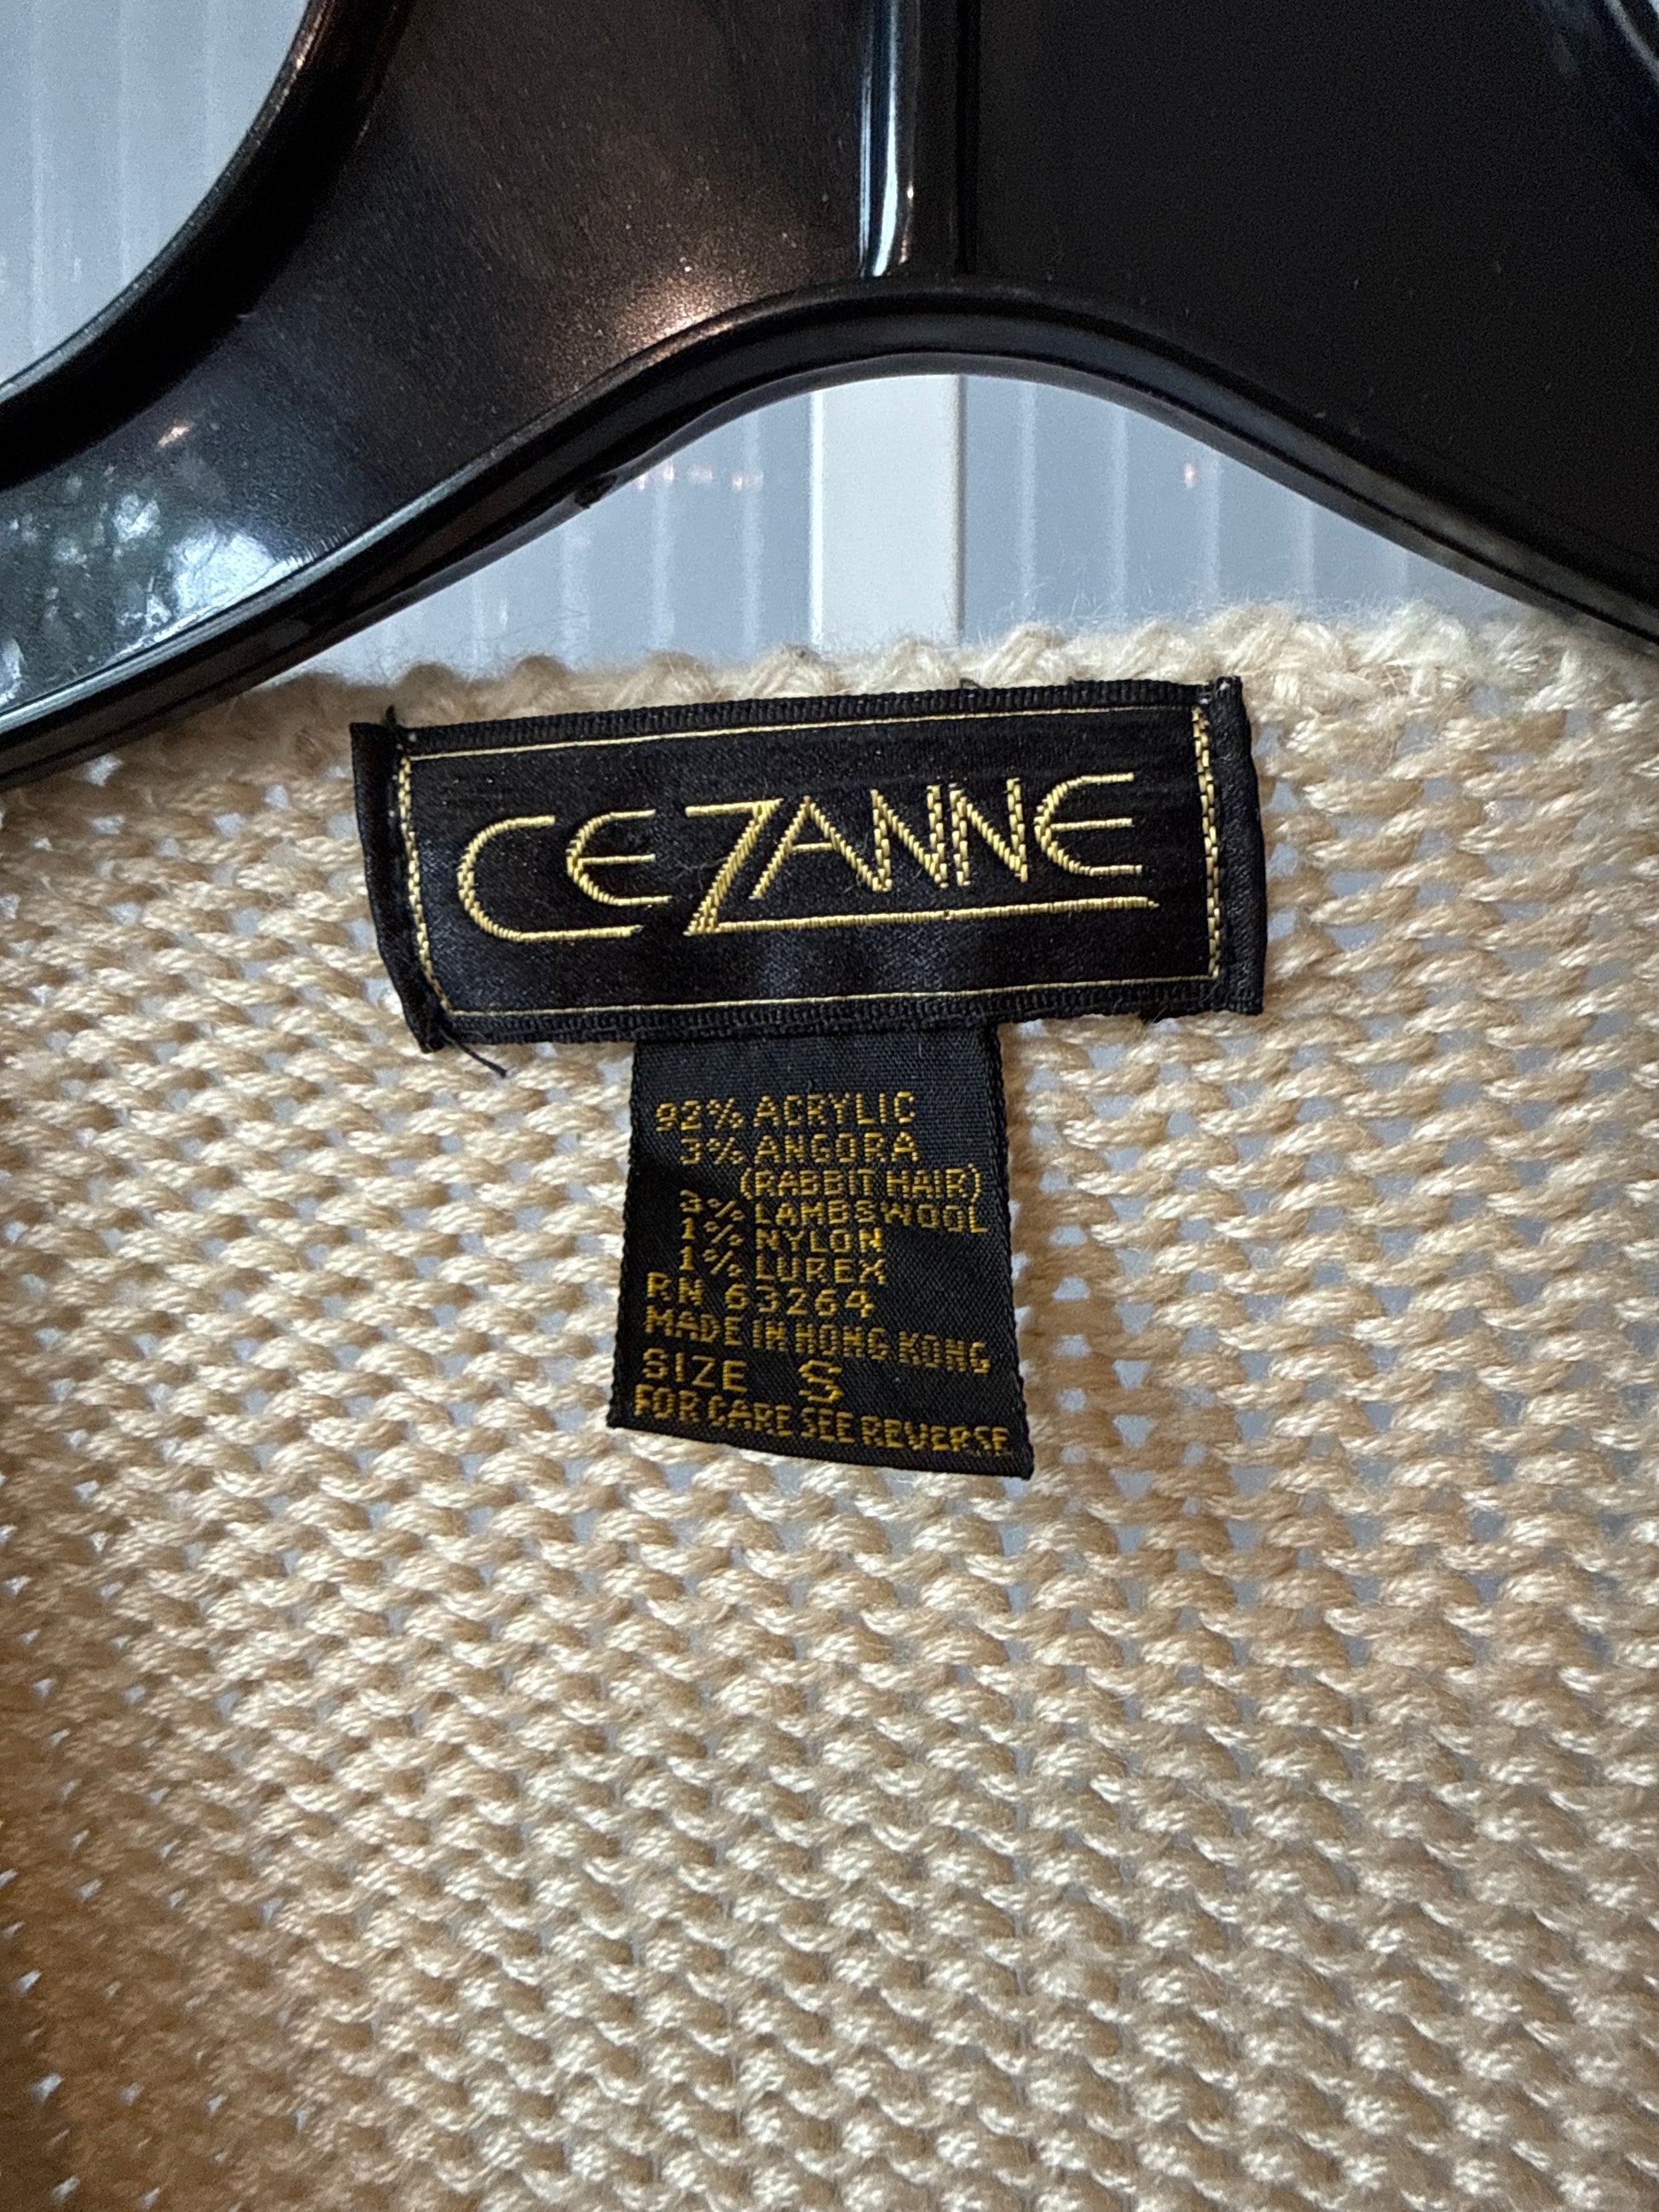 CEZANNE
92% ACRYLIC
3% ANGORA
(RABBIT HAIR)
3% LAMBSWOOL
1% NYLON
1% LUREX
RN 63264
MADE IN HONG KONG
SIZE S
FOR CARE SEE REVERSE